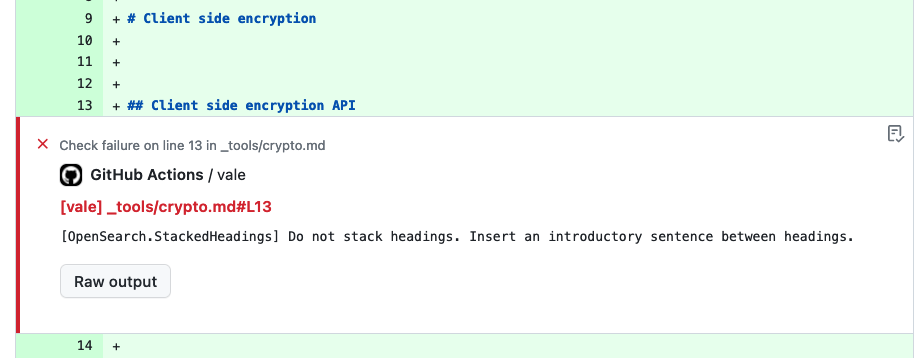 9 + # Client side encryption
10 +
11 +
12 +
13 + ## Client side encryption API
Check failure on line 13 in _tools/crypto.md
GitHub Actions / vale
[vale] _tools/crypto.md#L13
[OpenSearch.StackedHeadings] Do not stack headings. Insert an introductory sentence between headings.
Raw output
14 +